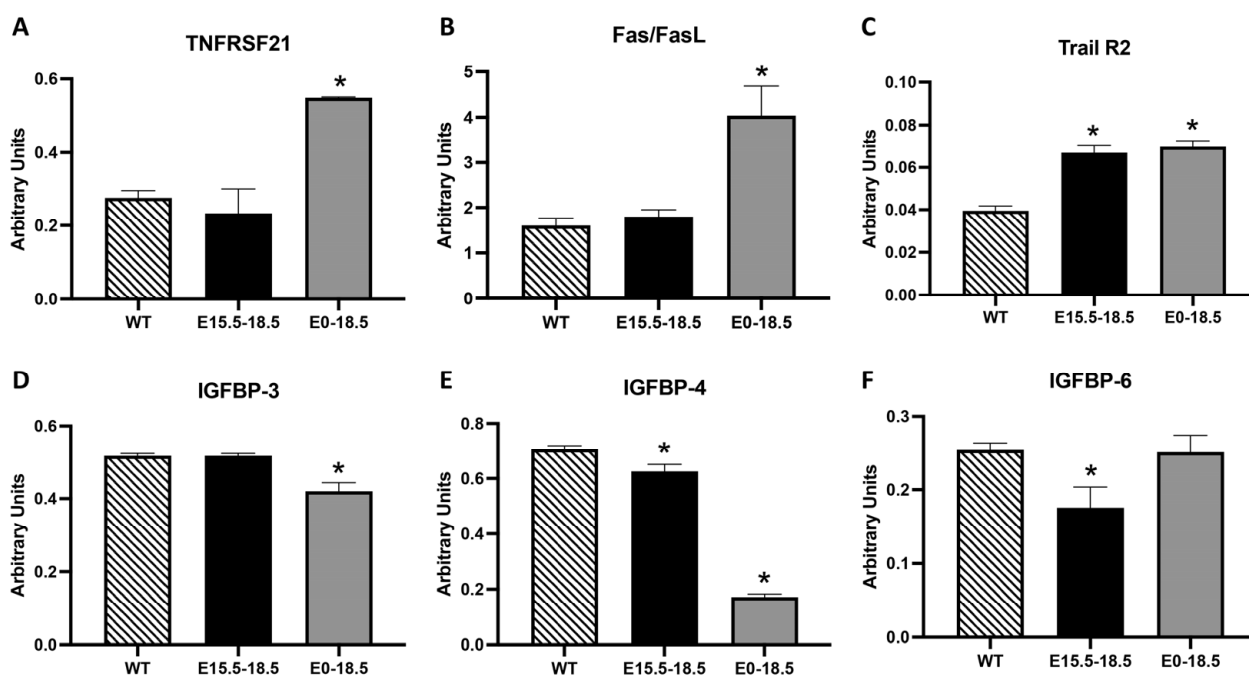 A
TNFRSF21
Arbitrary Units
0.6
0.4
0.2
0.0
*
WT
E15.5-18.5
E0-18.5
B
Fas/FasL
Arbitrary Units
5
4
3
2
1
0
*
WT
E15.5-18.5
E0-18.5
C
Trail R2
Arbitrary Units
0.10
0.08
0.06
0.04
0.02
0.00
*
*
WT
E15.5-18.5
E0-18.5
D
IGFBP-3
Arbitrary Units
0.6
0.4
0.2
0.0
*
WT
E15.5-18.5
E0-18.5
E
IGFBP-4
Arbitrary Units
0.8
0.6
0.4
0.2
0.0
*
*
WT
E15.5-18.5
E0-18.5
F
IGFBP-6
Arbitrary Units
0.3
0.2
0.1
0.0
*
WT
E15.5-18.5
E0-18.5